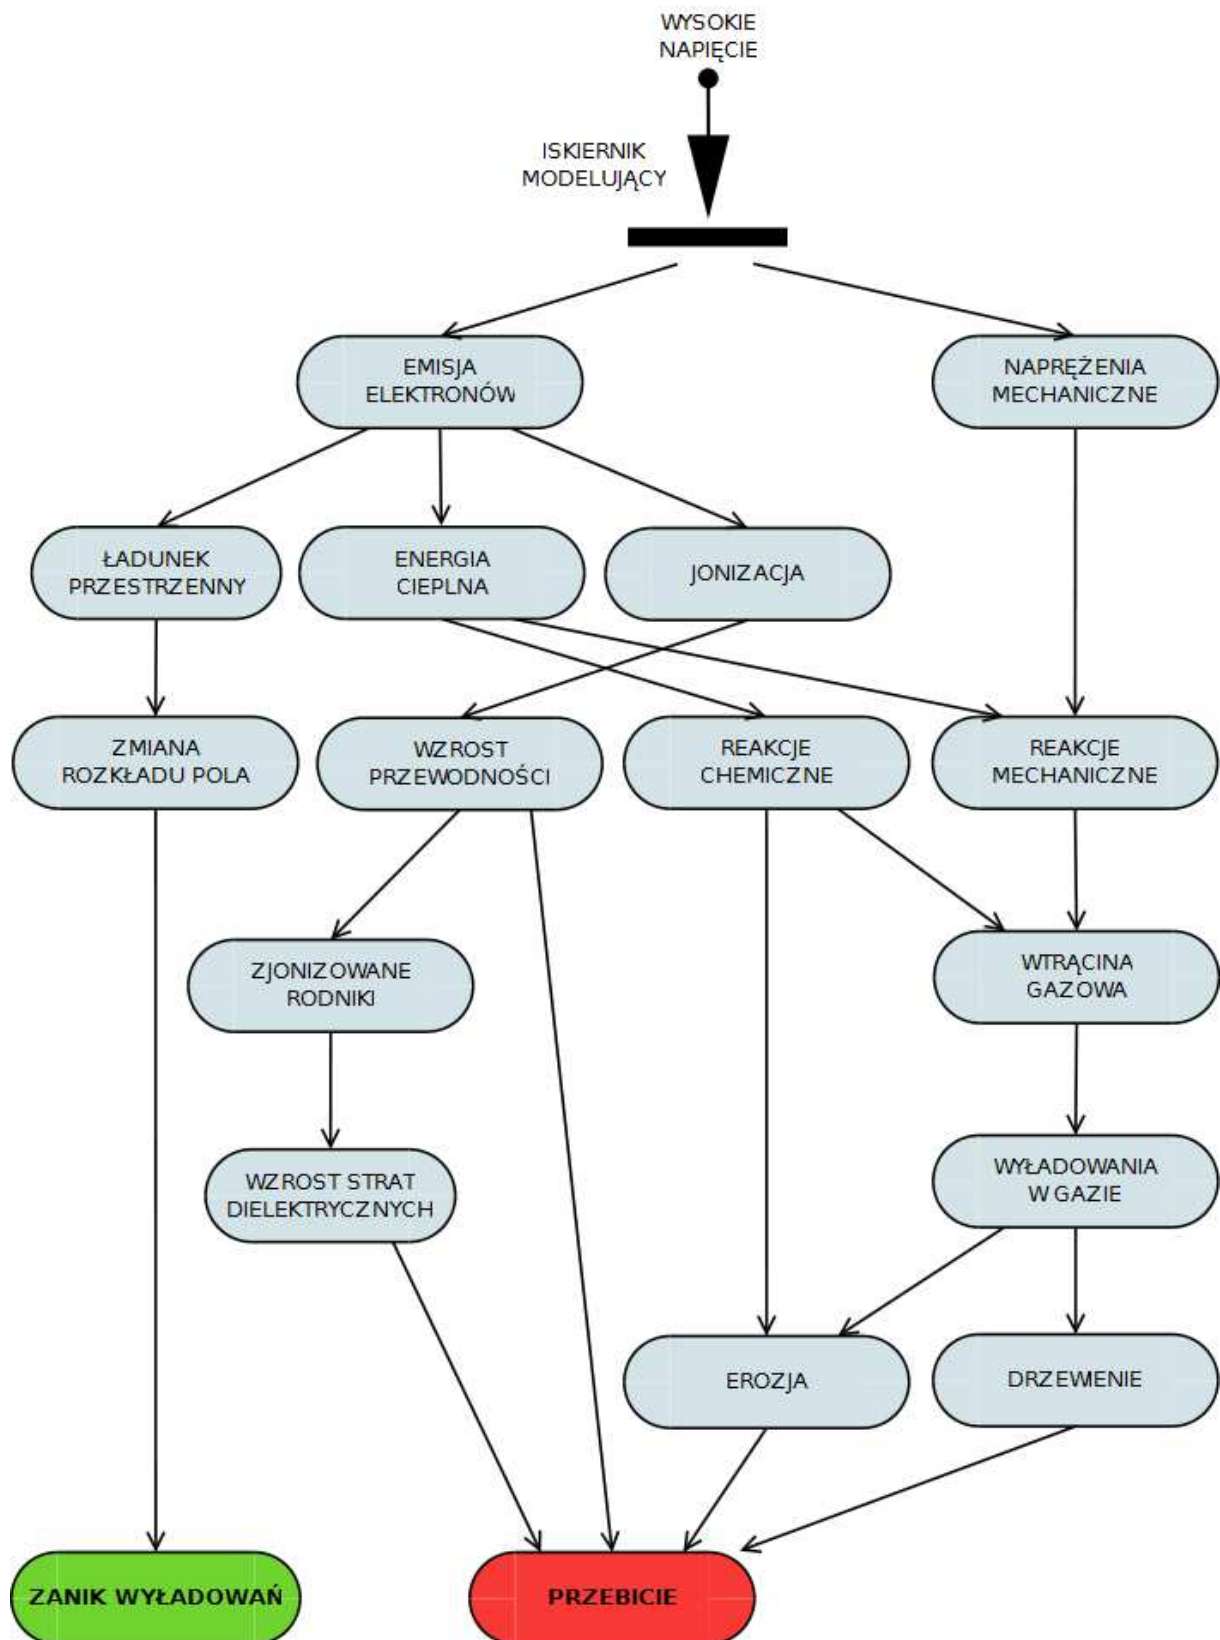 WYSOKIE
NAPIĘCIE
ISKIERNIK
MODELUJĄCY
EMISJA
ELEKTRONÓW
NAPRĘŻENIA
MECHANICZNE
ŁADUNEK
PRZESTRZENNY
ENERGIA
CIEPLNA
JONIZACJA
ZMIANA
ROZKŁADU POLA
WZROST
PRZEWODNOŚCI
REAKCJE
CHEMICZNE
REAKCJE
MECHANICZNE
ZJONIZOWANE
RODNIKI
WTRĄCINA
GAZOWA
WZROST STRAT
DIELEKTRYCZNYCH
WYŁADOWANIA
W GAZIE
EROZJA
DRZEWIENIE
ZANIK WYŁADOWAŃ
PRZEBICIE